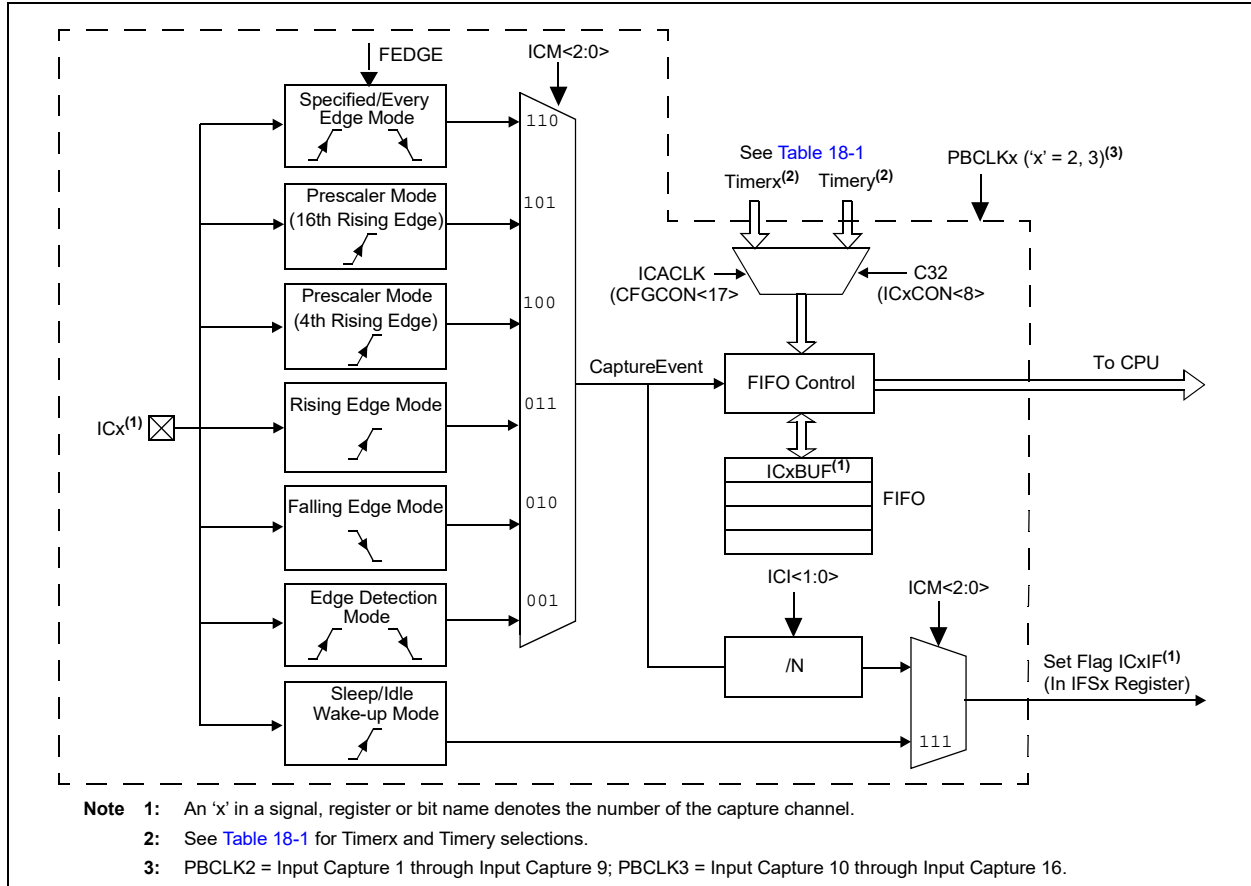 FEDGE
ICM<2:0>
Specified/Every
Edge Mode
110
See Table 18-1
Timerx(2) Timery(2)
PBCLKx (‘x’ = 2, 3)(3)
Prescaler Mode
(16th Rising Edge)
101
ICACLK
(CFGCON<17>
C32
(ICxCON<8>
Prescaler Mode
(4th Rising Edge)
100
CaptureEvent
FIFO Control
To CPU
ICx(1)
Rising Edge Mode
011
ICxBUF(1)
FIFO
Falling Edge Mode
010
ICI<1:0>
ICM<2:0>
Edge Detection
Mode
001
/N
Set Flag ICxIF(1)
(In IFSx Register)
Sleep/Idle
Wake-up Mode
111
Note 1: An ‘x’ in a signal, register or bit name denotes the number of the capture channel.
2: See Table 18-1 for Timerx and Timery selections.
3: PBCLK2 = Input Capture 1 through Input Capture 9; PBCLK3 = Input Capture 10 through Input Capture 16.